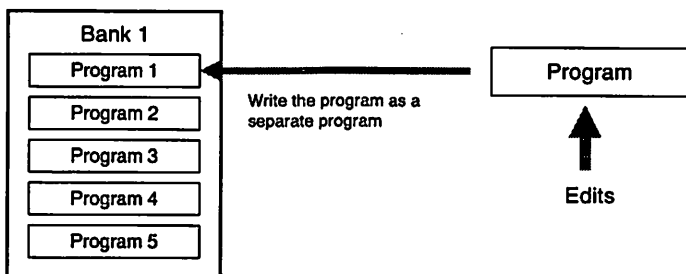 Bank 1
Program 1
Program 2
Program 3
Program 4
Program 5
Write the program as a
separate program
Program
Edits